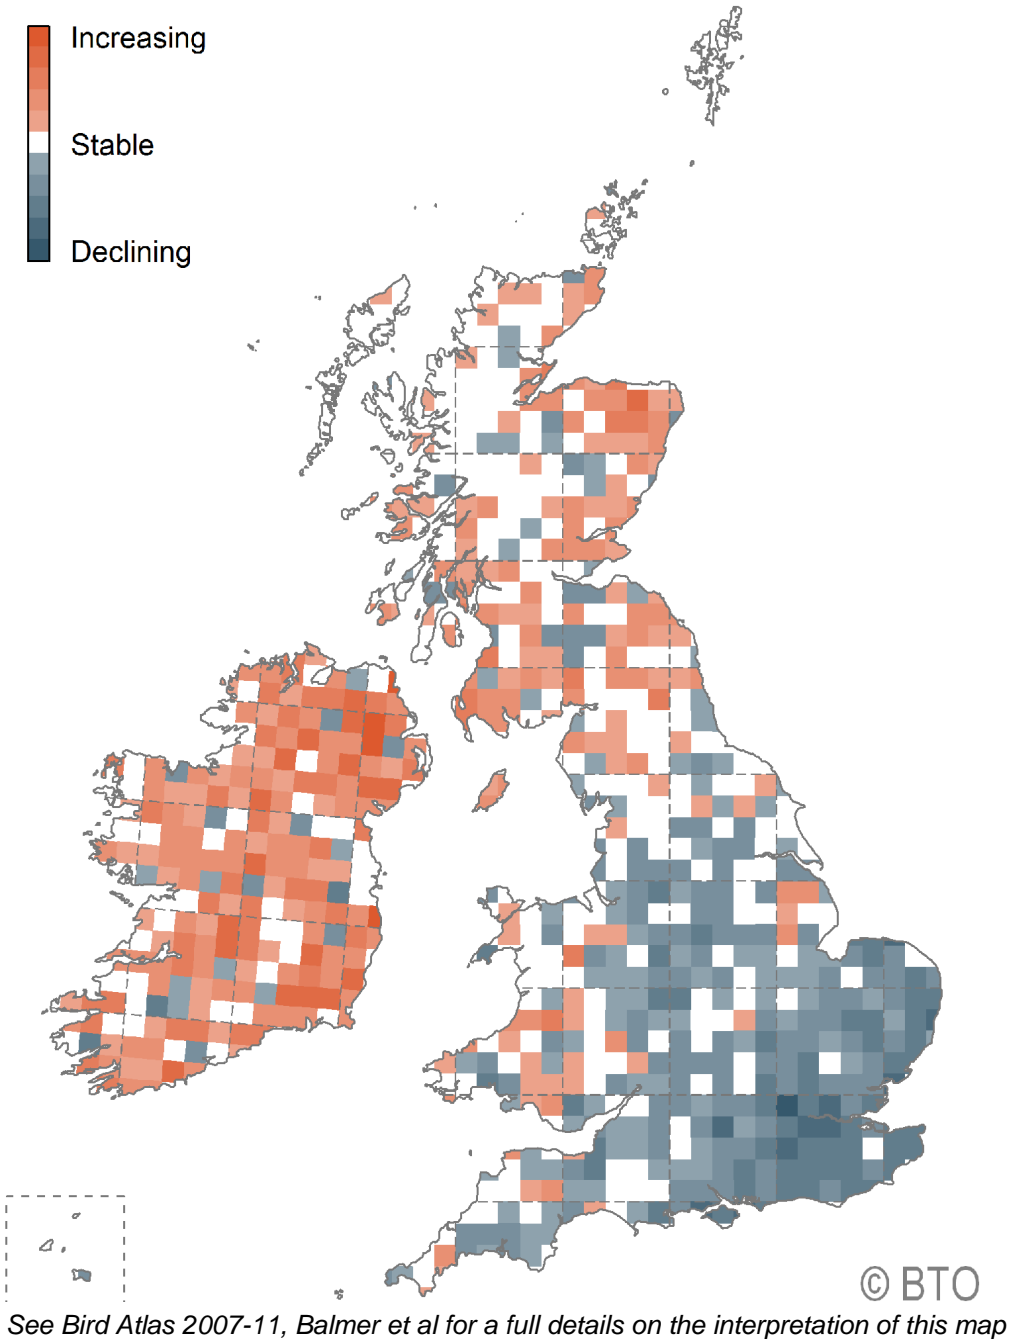 Increasing
Stable
Declining
© BTO
See Bird Atlas 2007-11, Balmer et al for a full details on the interpretation of this map